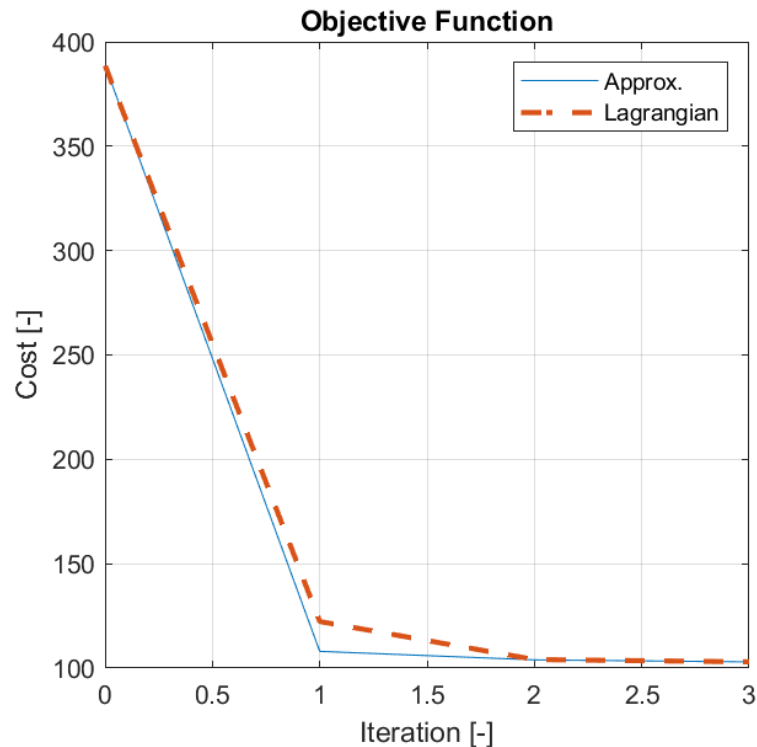 Objective Function
Approx.
Lagrangian
Cost [-]
400
350
300
250
200
150
100
0
0.5
1
1.5
2
2.5
3
Iteration [-]